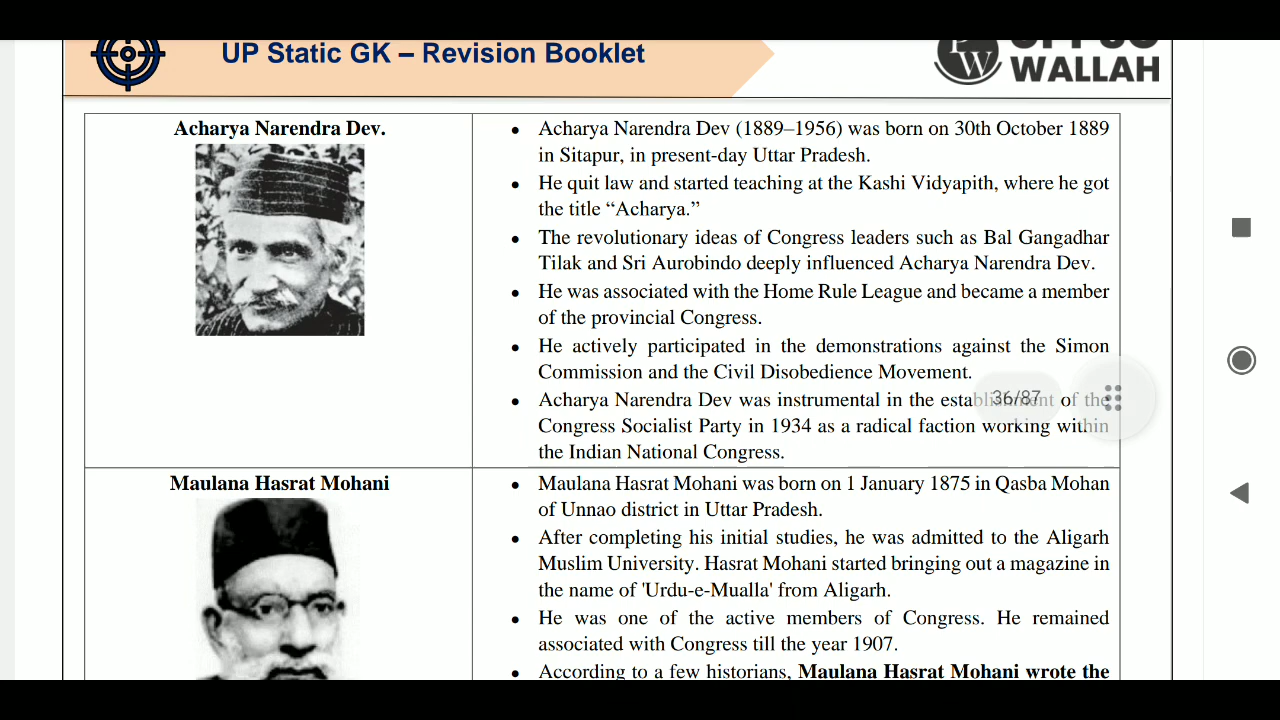 UP Static GK – Revision Booklet
WALLAH
Acharya Narendra Dev.
• Acharya Narendra Dev (1889–1956) was born on 30th October 1889
in Sitapur, in present-day Uttar Pradesh.
• He quit law and started teaching at the Kashi Vidyapith, where he got
the title “Acharya.”
• The revolutionary ideas of Congress leaders such as Bal Gangadhar
Tilak and Sri Aurobindo deeply influenced Acharya Narendra Dev.
• He was associated with the Home Rule League and became a member
of the provincial Congress.
• He actively participated in the demonstrations against the Simon
Commission and the Civil Disobedience Movement.
• Acharya Narendra Dev was instrumental in the establishment of the
Congress Socialist Party in 1934 as a radical faction working within
the Indian National Congress.
36/87
Maulana Hasrat Mohani
• Maulana Hasrat Mohani was born on 1 January 1875 in Qasba Mohan
of Unnao district in Uttar Pradesh.
• After completing his initial studies, he was admitted to the Aligarh
Muslim University. Hasrat Mohani started bringing out a magazine in
the name of 'Urdu-e-Mualla' from Aligarh.
• He was one of the active members of Congress. He remained
associated with Congress till the year 1907.
• According to a few historians, Maulana Hasrat Mohani wrote the